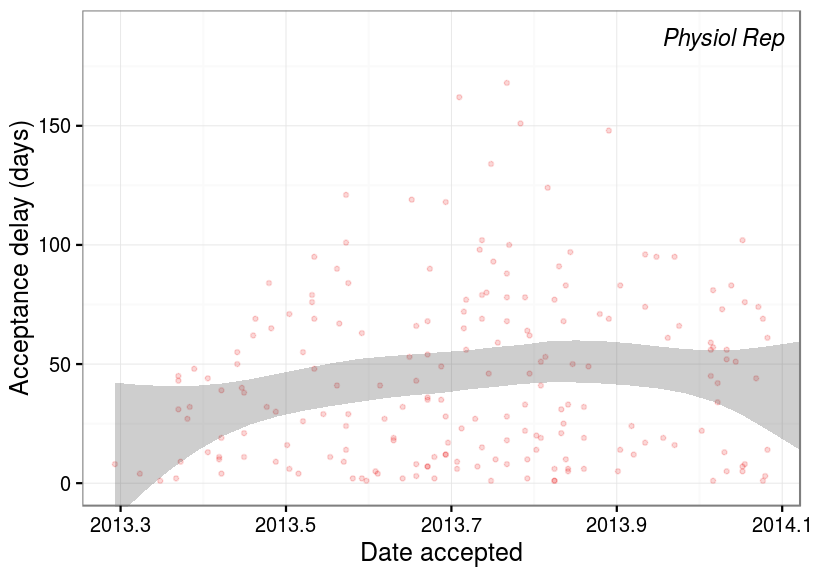 Physiol Rep
Acceptance delay (days)
150
100
50
0
2013.3 2013.5 2013.7 2013.9 2014.1
Date accepted